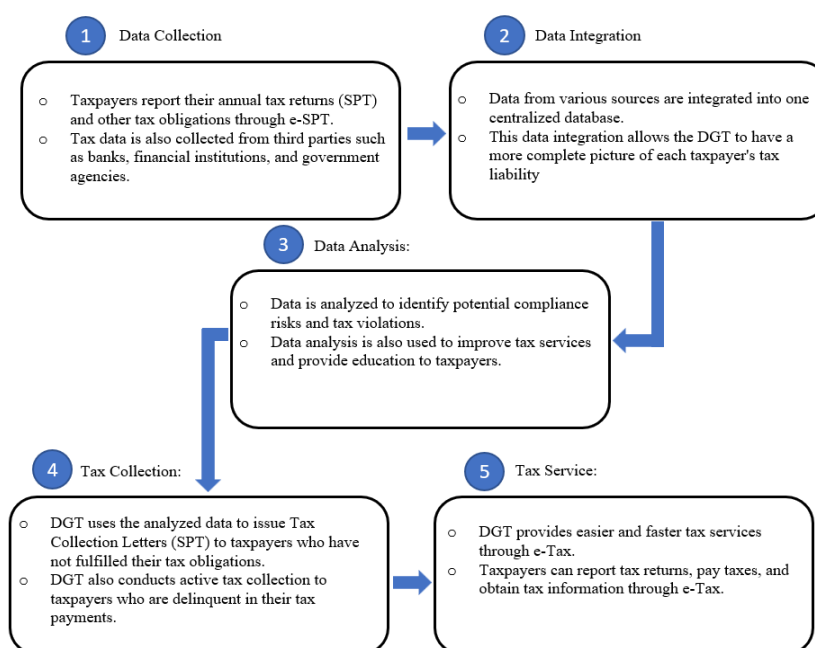 1 Data Collection
o Taxpayers report their annual tax returns (SPT)
and other tax obligations through e-SPT.
o Tax data is also collected from third parties such
as banks, financial institutions, and government
agencies.
2 Data Integration
o Data from various sources are integrated into one
centralized database.
o This data integration allows the DGT to have a
more complete picture of each taxpayer's tax
liability
3 Data Analysis:
o Data is analyzed to identify potential compliance
risks and tax violations.
o Data analysis is also used to improve tax services
and provide education to taxpayers.
4 Tax Collection:
o DGT uses the analyzed data to issue Tax
Collection Letters (SPT) to taxpayers who have
not fulfilled their tax obligations.
o DGT also conducts active tax collection to
taxpayers who are delinquent in their tax
payments.
5 Tax Service:
o DGT provides easier and faster tax services
through e-Tax.
o Taxpayers can report tax returns, pay taxes, and
obtain tax information through e-Tax.